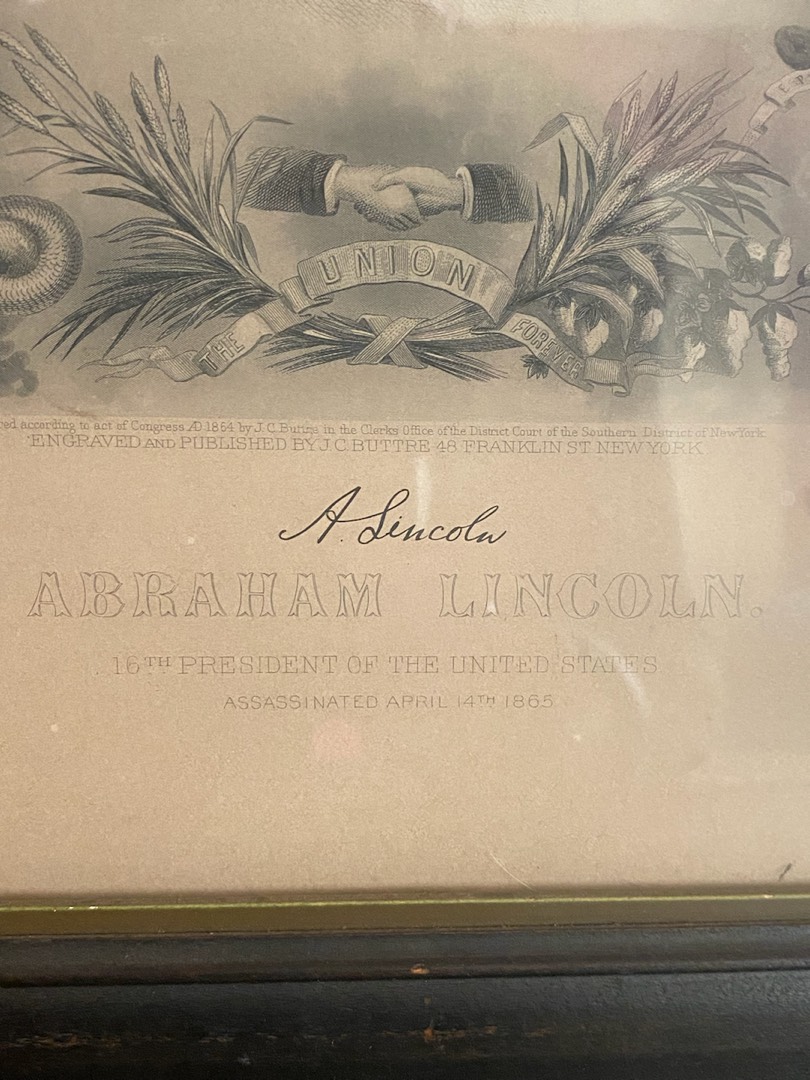 UNION
THE
FOREVER
ed according to act of Congress AD 1864 by J.C. Buttre in the Clerks Office of the District Court of the Southern District of New York
ENGRAVED AND PUBLISHED BY J.C. BUTTRE 48 FRANKLIN ST NEW YORK
A. Lincoln
ABRAHAM LINCOLN.
16TH PRESIDENT OF THE UNITED STATES
ASSASSINATED APRIL 14TH 1865